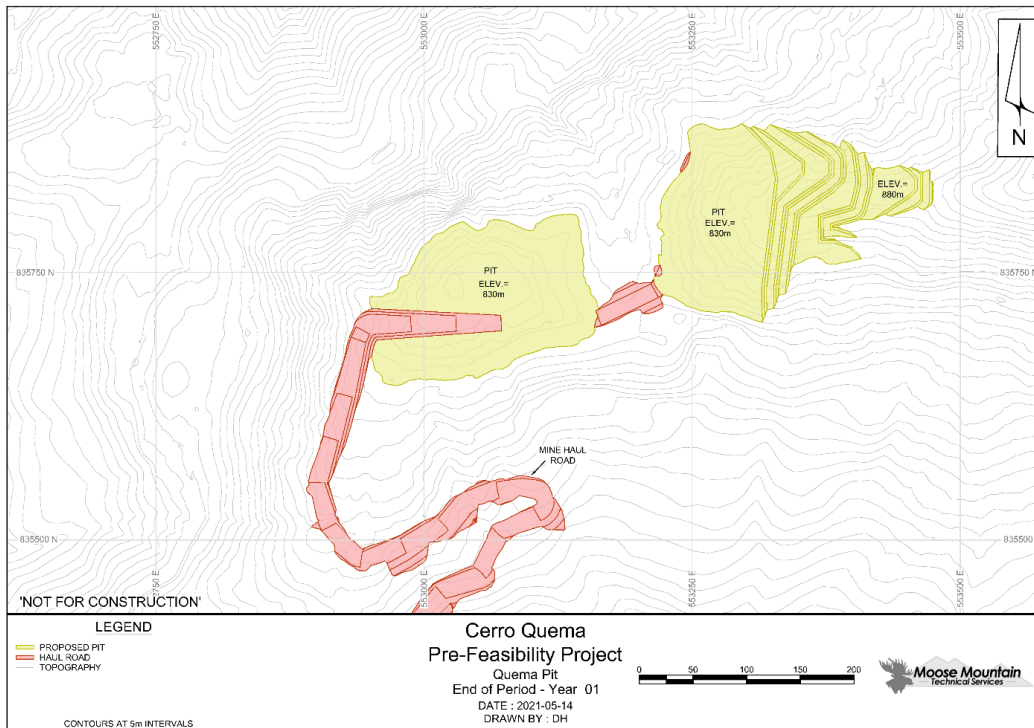 552750 E
553000 E
553250 E
553500 E
N
ELEV.=
880m
PIT
ELEV.=
830m
835750 N
835750 N
PIT
ELEV.=
830m
MINE HAUL
ROAD
835500 N
835500 N
552750 E
553000 E
553250 E
553500 E
'NOT FOR CONSTRUCTION'
LEGEND
PROPOSED PIT
HAUL ROAD
TOPOGRAPHY
CONTOURS AT 5m INTERVALS
Cerro Quema
Pre-Feasibility Project
Quema Pit
End of Period - Year 01
DATE : 2021-05-14
DRAWN BY : DH
0 50 100 150 200
Moose Mountain
Technical Services